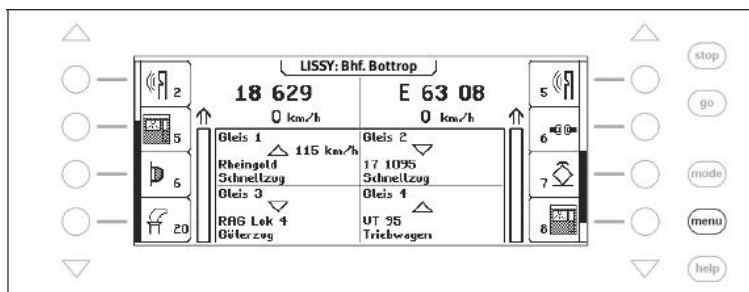 LISSY: Bhf. Bottrop
18 629
E 63 08
0 km/h
0 km/h
2
5
6
20
Gleis 1
115 km/h
Rheingold
Schnellzug
Gleis 2
17 1095
Schnellzug
Gleis 3
RAG Lok 4
Güterzug
Gleis 4
VT 95
Triebwagen
5
6
7
8
stop
go
mode
menu
help